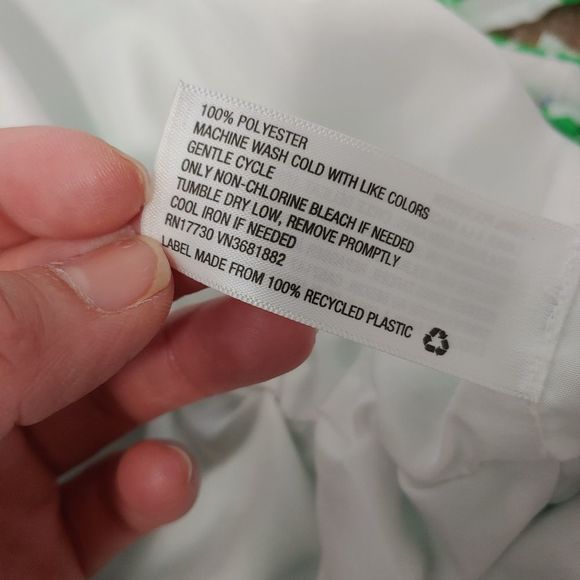 100% POLYESTER
MACHINE WASH COLD WITH LIKE COLORS
GENTLE CYCLE
ONLY NON-CHLORINE BLEACH IF NEEDED
TUMBLE DRY LOW, REMOVE PROMPTLY
COOL IRON IF NEEDED
RN17730 VN3681882
LABEL MADE FROM 100% RECYCLED PLASTIC